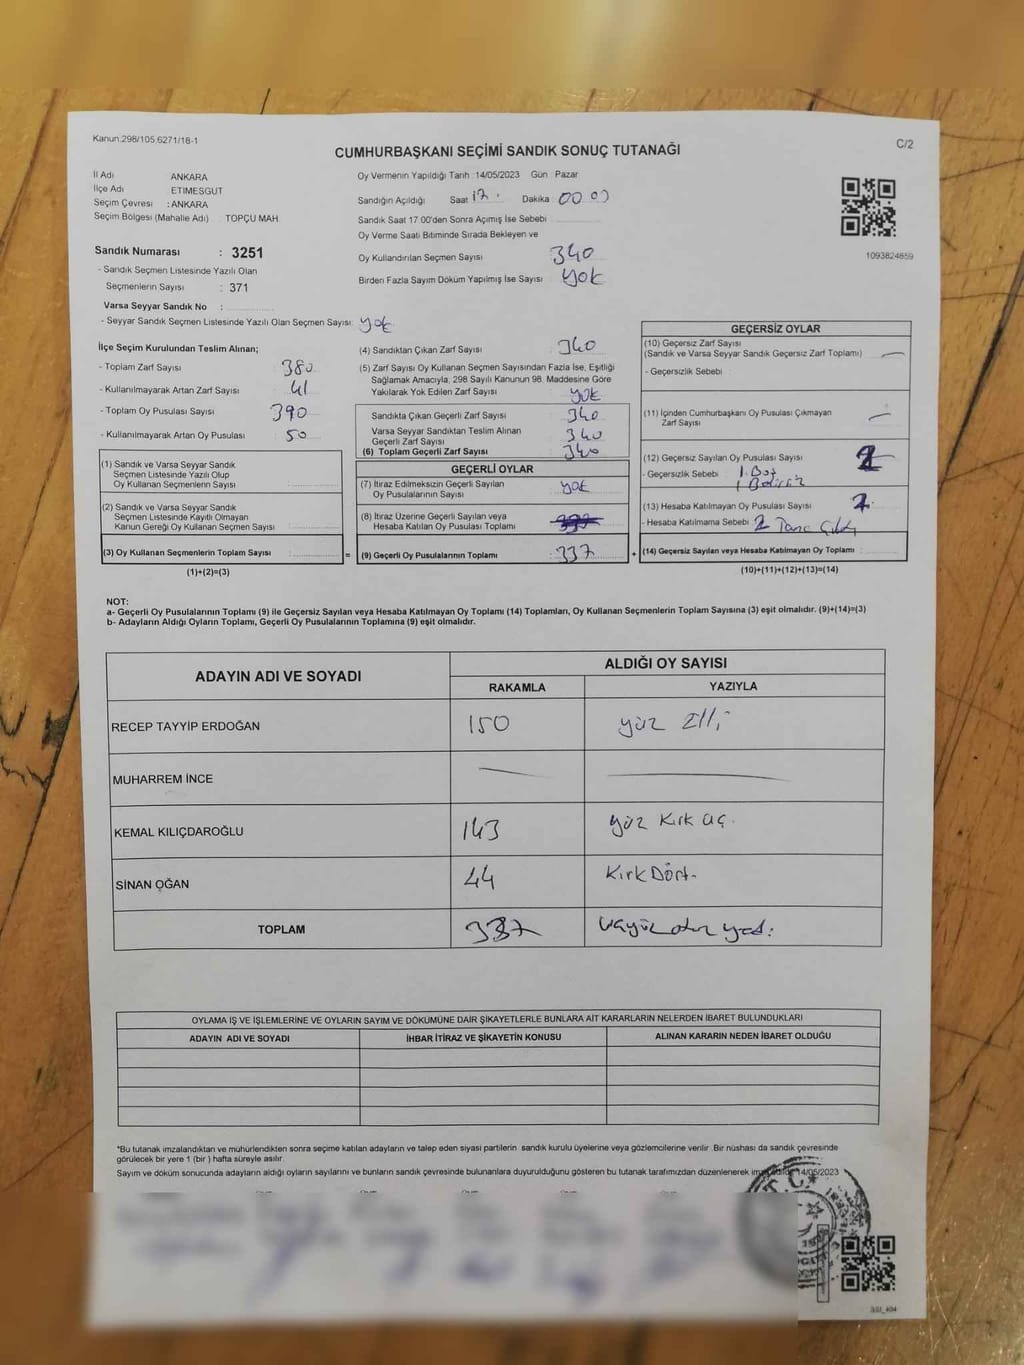 Kanun:298/105,6271/18-1
C/2
CUMHURBAŞKANI SEÇİMİ SANDIK SONUÇ TUTANAĞI
İl Adı ANKARA
İlçe Adı ETİMESGUT
Seçim Çevresi : ANKARA
Seçim Bölgesi (Mahalle Adı) TOPÇU MAH.
Oy Vermenin Yapıldığı Tarih :14/05/2023 Gün Pazar
Sandığın Açıldığı Saat 17. Dakika 00
Sandık Saat 17:00'den Sonra Açımış İse Sebebi
Oy Verme Saati Bitiminde Sırada Bekleyen ve
Oy Kullandırılan Seçmen Sayısı 340
Birden Fazla Sayım Döküm Yapılmış İse Sayısı yok
1093824659
Sandık Numarası : 3251
- Sandık Seçmen Listesinde Yazılı Olan
Seçmenlerin Sayısı : 371
Varsa Seyyar Sandık No :
- Seyyar Sandık Seçmen Listesinde Yazılı Olan Seçmen Sayısı: yok
İlçe Seçim Kurulundan Teslim Alınan;
- Toplam Zarf Sayısı 380
- Kullanılmayarak Artan Zarf Sayısı 41
- Toplam Oy Pusulası Sayısı 390
- Kullanılmayarak Artan Oy Pusulası 50
(1) Sandık ve Varsa Seyyar Sandık
Seçmen Listesinde Yazılı Olup
Oy Kullanan Seçmenlerin Sayısı :
(2) Sandık ve Varsa Seyyar Sandık
Seçmen Listesinde Kayıtlı Olmayan
Kanun Gereği Oy Kullanan Seçmen Sayısı :
(3) Oy Kullanan Seçmenlerin Toplam Sayısı :
(1)+(2)=(3)
=
(4) Sandıktan Çıkan Zarf Sayısı 340
(5) Zarf Sayısı Oy Kullanan Seçmen Sayısından Fazla İse, Eşitliği
Sağlamak Amacıyla, 298 Sayılı Kanunun 98. Maddesine Göre
Yakılarak Yok Edilen Zarf Sayısı yok
Sandıkta Çıkan Geçerli Zarf Sayısı 340
Varsa Seyyar Sandıktan Teslim Alınan
Geçerli Zarf Sayısı 340
(6) Toplam Geçerli Zarf Sayısı 340
GEÇERLİ OYLAR
(7) İtiraz Edilmeksizin Geçerli Sayılan
Oy Pusulalarının Sayısı yok
(8) İtiraz Üzerine Geçerli Sayılan veya
Hesaba Katılan Oy Pusulası Toplamı
(9) Geçerli Oy Pusulalarının Toplamı : 337
+
GEÇERSİZ OYLAR
(10) Geçersiz Zarf Sayısı
(Sandık ve Varsa Seyyar Sandık Geçersiz Zarf Toplamı) —
- Geçersizlik Sebebi :
(11) İçinden Cumhurbaşkanı Oy Pusulası Çıkmayan
Zarf Sayısı —
(12) Geçersiz Sayılan Oy Pusulası Sayısı
- Geçersizlik Sebebi : 1. Boş
(13) Hesaba Katılmayan Oy Pusulası Sayısı :
- Hesaba Katılmama Sebebi : 2 Tane Çıktı
(14) Geçersiz Sayılan veya Hesaba Katılmayan Oy Toplamı :
(10)+(11)+(12)+(13)=(14)
NOT:
a- Geçerli Oy Pusulalarının Toplamı (9) ile Geçersiz Sayılan veya Hesaba Katılmayan Oy Toplamı (14) Toplamları, Oy Kullanan Seçmenlerin Toplam Sayısına (3) eşit olmalıdır. (9)+(14)=(3)
b- Adayların Aldığı Oyların Toplamı, Geçerli Oy Pusulalarının Toplamına (9) eşit olmalıdır.
ADAYIN ADI VE SOYADI
ALDIĞI OY SAYISI
RAKAMLA YAZIYLA
RECEP TAYYİP ERDOĞAN 150 yüz Elli
MUHARREM İNCE — —
KEMAL KILIÇDAROĞLU 143 yüz Kırk üç.
SİNAN OĞAN 44 Kırk Dört.
TOPLAM 337
OYLAMA İŞ VE İŞLEMLERİNE VE OYLARIN SAYIM VE DÖKÜMÜNE DAİR ŞİKAYETLERLE BUNLARA AİT KARARLARIN NELERDEN İBARET BULUNDUKLARI
ADAYIN ADI VE SOYADI İHBAR İTİRAZ VE ŞİKAYETİN KONUSU ALINAN KARARIN NEDEN İBARET OLDUĞU
*Bu tutanak imzalandıktan ve mühürlendikten sonra seçime katılan adayların ve talep eden siyasi partilerin sandık kurulu üyelerine veya gözlemcilerine verilir. Bir nüshası da sandık çevresinde
görülecek bir yere 1 (bir ) hafta süreyle asılır.
Sayım ve döküm sonucunda adayların aldığı oyların sayılarını ve bunların sandık çevresinde bulunanlara duyurulduğunu gösteren bu tutanak tarafımızdan düzenlenerek 14/05/2023
T.C.